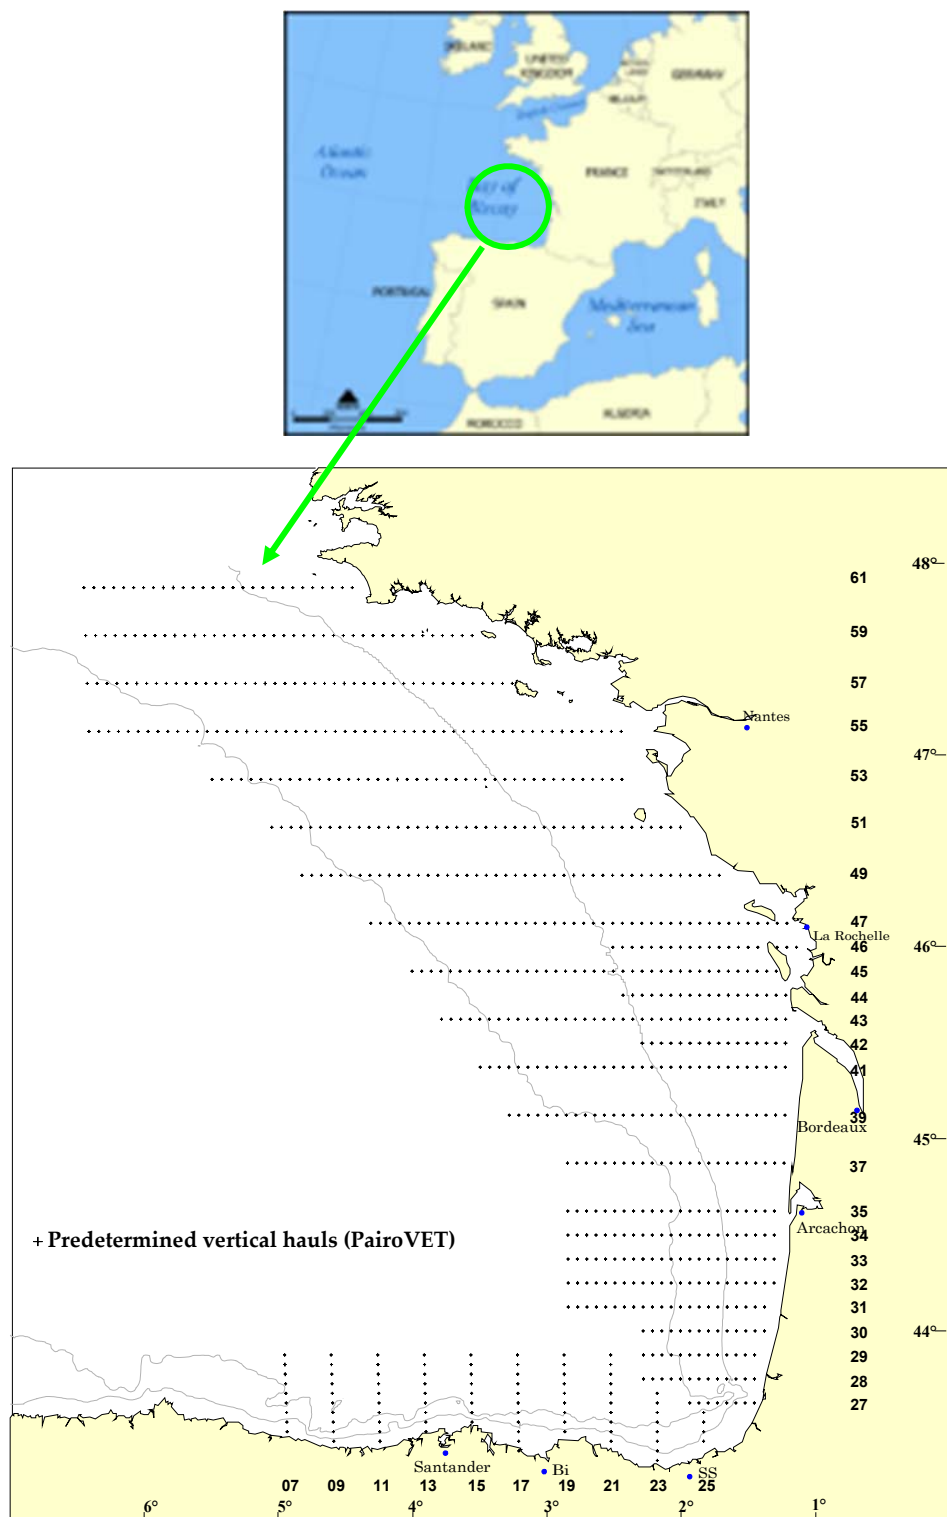 IRELAND
UNITED
KINGDOM
GERMANY
Atlantic
Ocean
Bay of
FRANCE
ITALY
PORTUGAL
SPAIN
Mediterranean
Sea
MOROCCO
ALGERIA
48°
61
59
57
Nantes
55
47°
53
51
49
47
La Rochelle
46
46°
45
44
43
42
41
39
Bordeaux
45°
37
35
Arcachon
34
+ Predetermined vertical hauls (PairoVET)
33
32
31
30
44°
29
28
27
Santander
Bi
SS
07 09 11 13 15 17 19 21 23 25
6° 5° 4° 3° 2° 1°